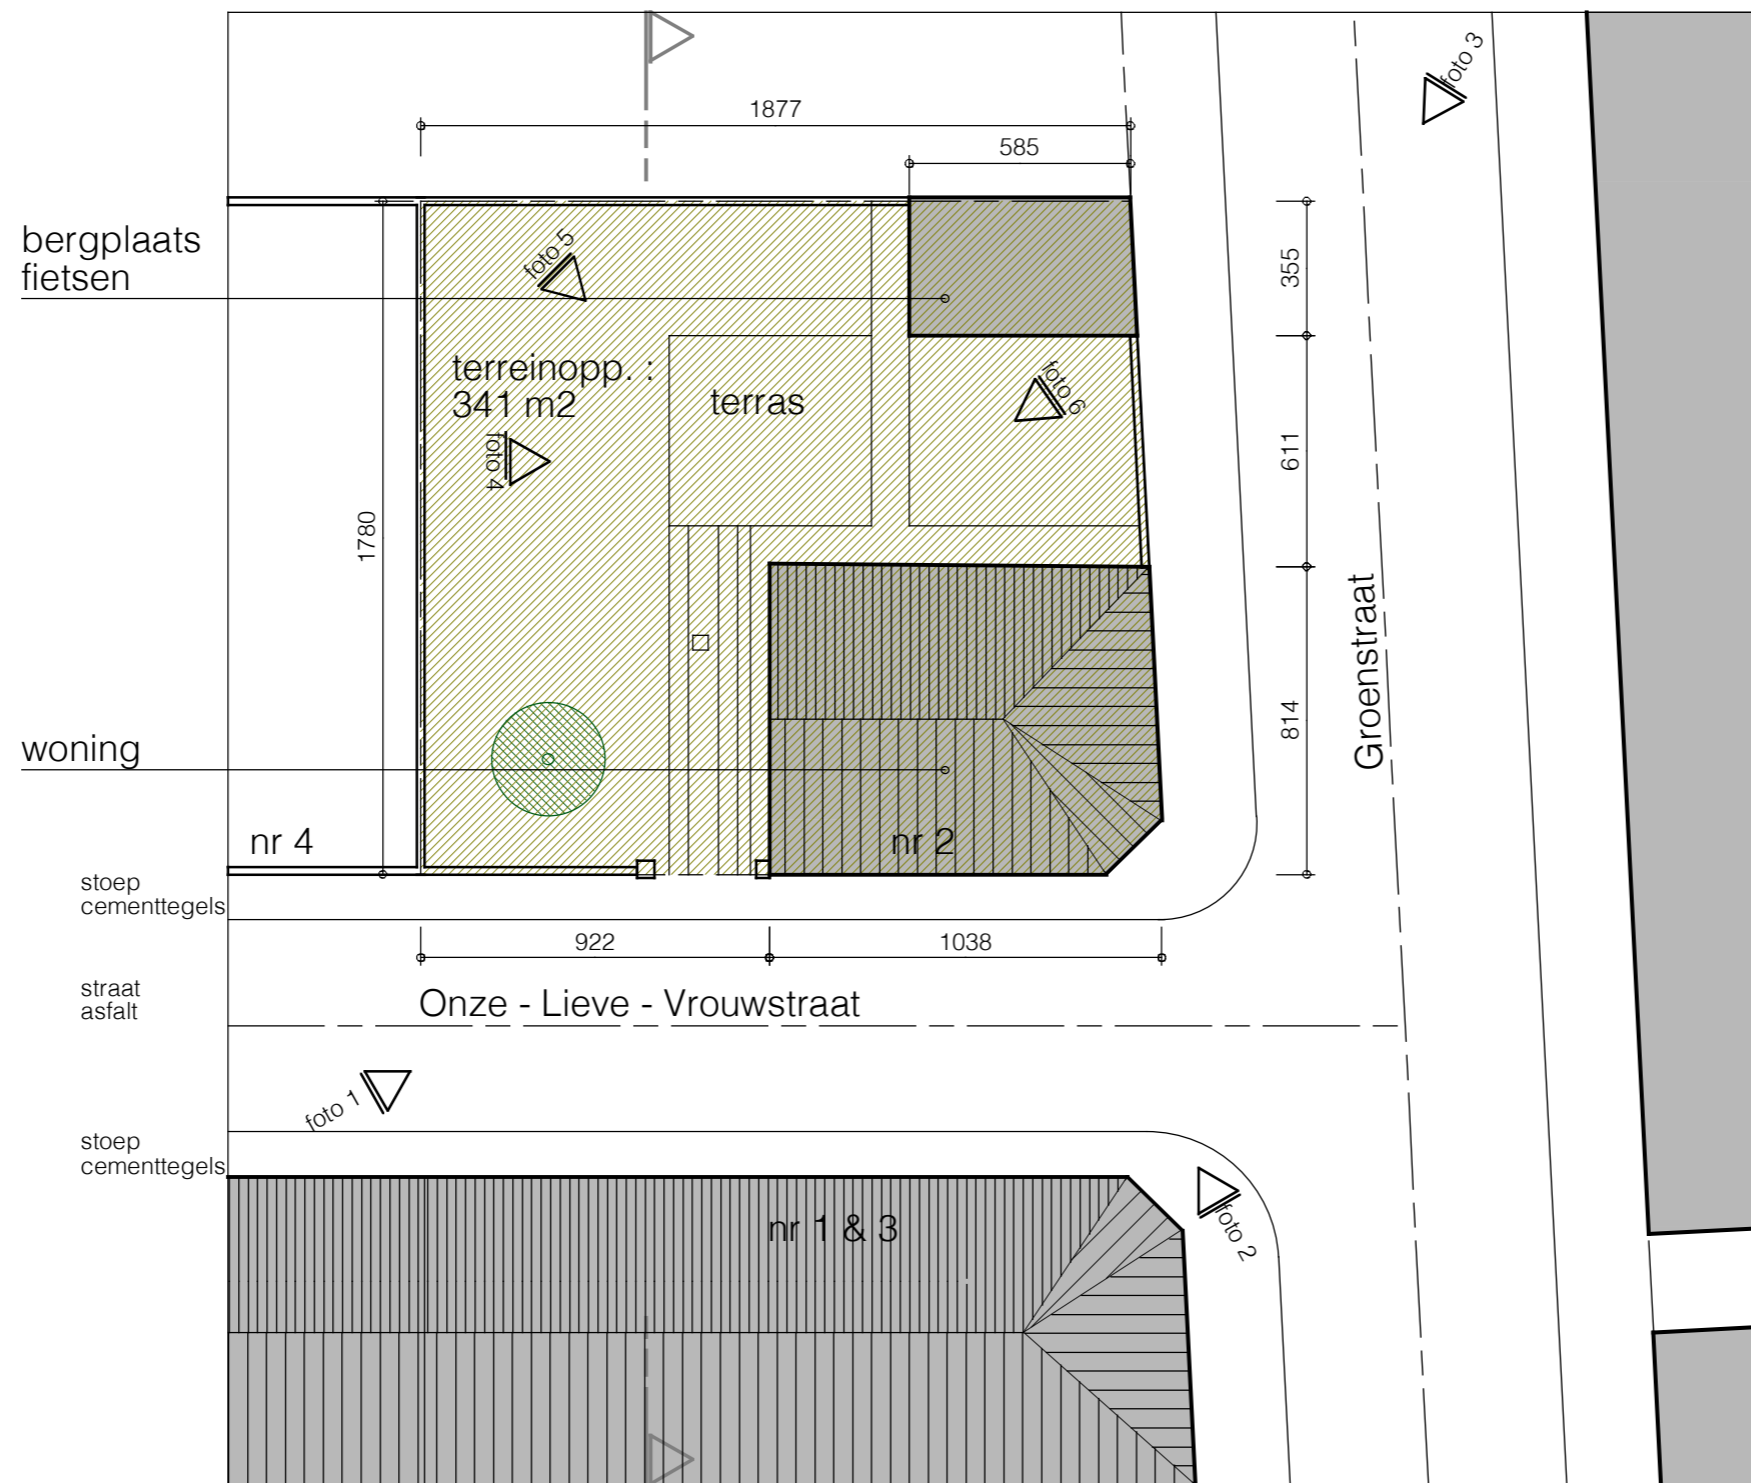 foto 3
1877
585
bergplaats
fietsen
foto 5
355
terreinopp. :
341 m2
terras
foto 6
foto 4
611
1780
Groenstraat
814
woning
nr 4
nr 2
stoep
cementtegels
922
1038
straat
asfalt
Onze - Lieve - Vrouwstraat
foto 1
stoep
cementtegels
foto 2
nr 1 & 3